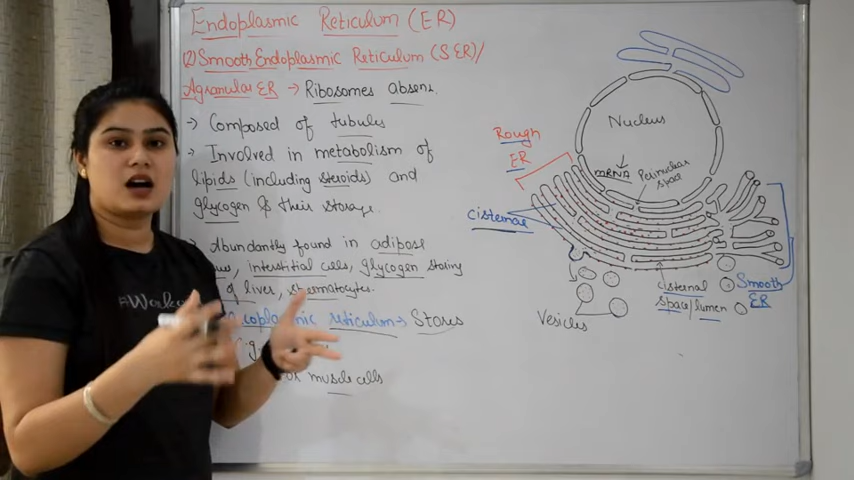 Endoplasmic Reticulum (ER)
(2) Smooth Endoplasmic Reticulum (SER)/
Agranular ER → Ribosomes absent.
→ Composed of tubules
→ Involved in metabolism of
lipids (including steroids) and
glycogen & their storage.
Abundantly found in adipose
interstitial cells, glycogen storing
of liver,
reticulum → Stores
muscle cells
#Work
Nucleus
Rough
ER
mRNA
Perinuclear
space
cisternae
cisternal
space/lumen
Smooth
ER
Vesicles